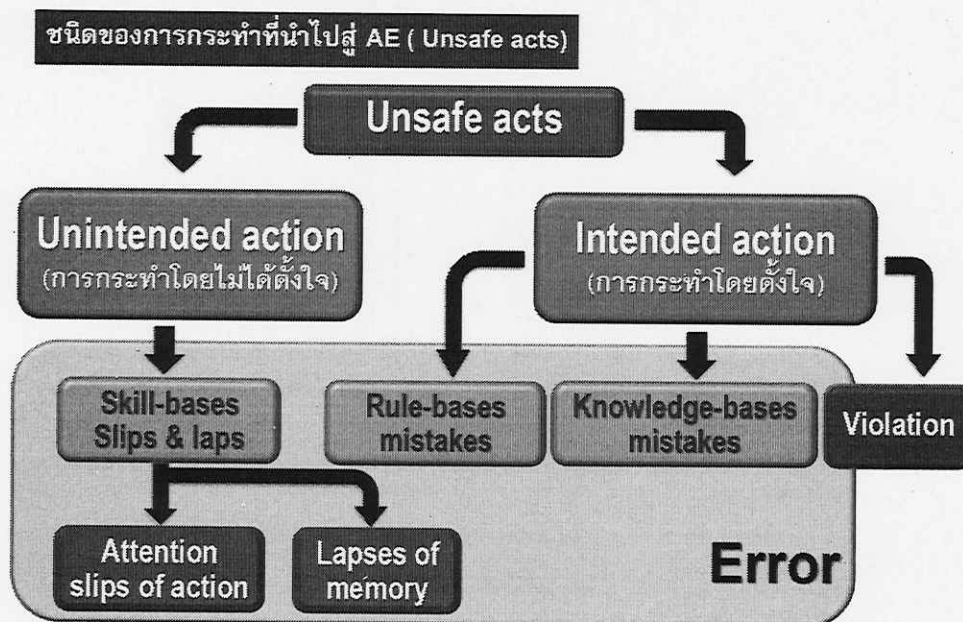 ชนิดของการกระทำที่นำไปสู่ AE ( Unsafe acts)
Unsafe acts
Unintended action
(การกระทำโดยไม่ได้ตั้งใจ)
Intended action
(การกระทำโดยตั้งใจ)
Skill-bases
Slips & laps
Rule-bases
mistakes
Knowledge-bases
mistakes
Violation
Attention
slips of action
Lapses of
memory
Error